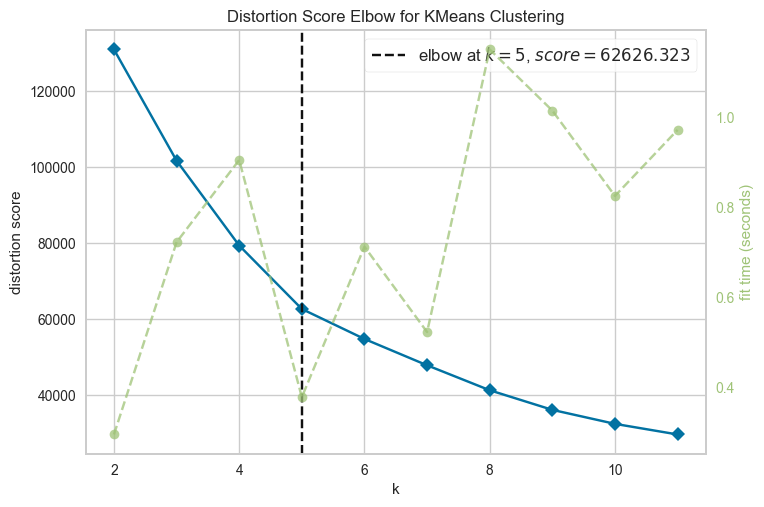 Distortion Score Elbow for KMeans Clustering
elbow at k = 5, score = 62626.323
120000
100000
80000
60000
40000
distortion score
1.0
0.8
0.6
0.4
fit time (seconds)
2
4
6
8
10
k